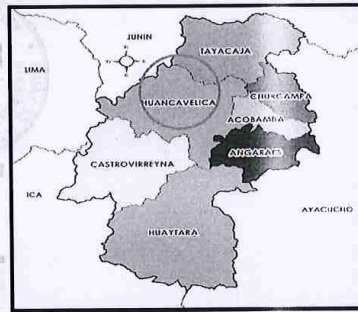 JUNIN
TAYACAJA
LIMA
HUANCAVELICA
CHURCAMPA
ACOBAMBA
ANGARAES
CASTROVIRREYNA
ICA
AYACUCHO
HUAYTARA